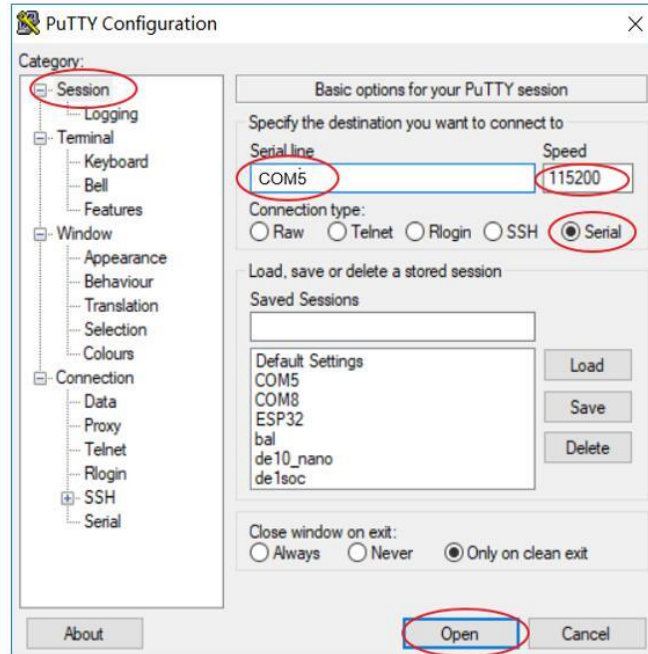 PuTTY Configuration
Category:
Session
Logging
Terminal
Keyboard
Bell
Features
Window
Appearance
Behaviour
Translation
Selection
Colours
Connection
Data
Proxy
Telnet
Rlogin
SSH
Serial
Basic options for your PuTTY session
Specify the destination you want to connect to
Serial line Speed
COM5 115200
Connection type:
Raw Telnet Rlogin SSH Serial
Load, save or delete a stored session
Saved Sessions
Default Settings
COM5
COM8
ESP32
bal
de10_nano
de1soc
Load
Save
Delete
Close window on exit:
Always Never Only on clean exit
About Open Cancel